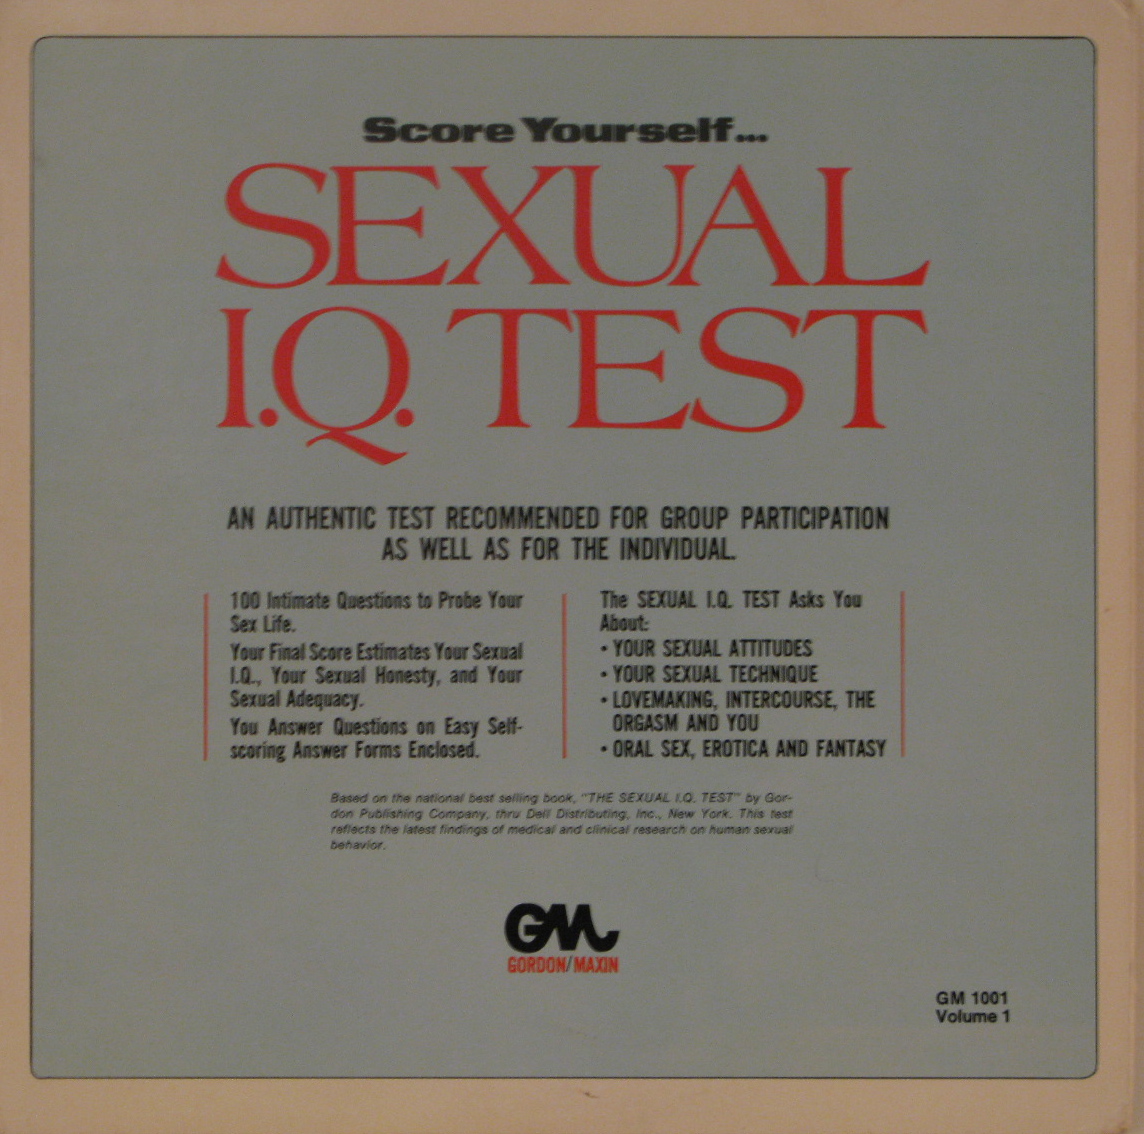 Score Yourself...
SEXUAL
I.Q. TEST
AN AUTHENTIC TEST RECOMMENDED FOR GROUP PARTICIPATION
AS WELL AS FOR THE INDIVIDUAL.
100 Intimate Questions to Probe Your
Sex Life.
Your Final Score Estimates Your Sexual
I.Q., Your Sexual Honesty, and Your
Sexual Adequacy.
You Answer Questions on Easy Self-
scoring Answer Forms Enclosed.
The SEXUAL I.Q. TEST Asks You
About:
• YOUR SEXUAL ATTITUDES
• YOUR SEXUAL TECHNIQUE
• LOVEMAKING, INTERCOURSE, THE
ORGASM AND YOU
• ORAL SEX, EROTICA AND FANTASY
Based on the national best selling book, "THE SEXUAL I.Q. TEST" by Gor-
don Publishing Company, thru Dell Distributing, Inc., New York. This test
reflects the latest findings of medical and clinical research on human sexual
behavior.
GM
GORDON/MAXIN
GM 1001
Volume 1